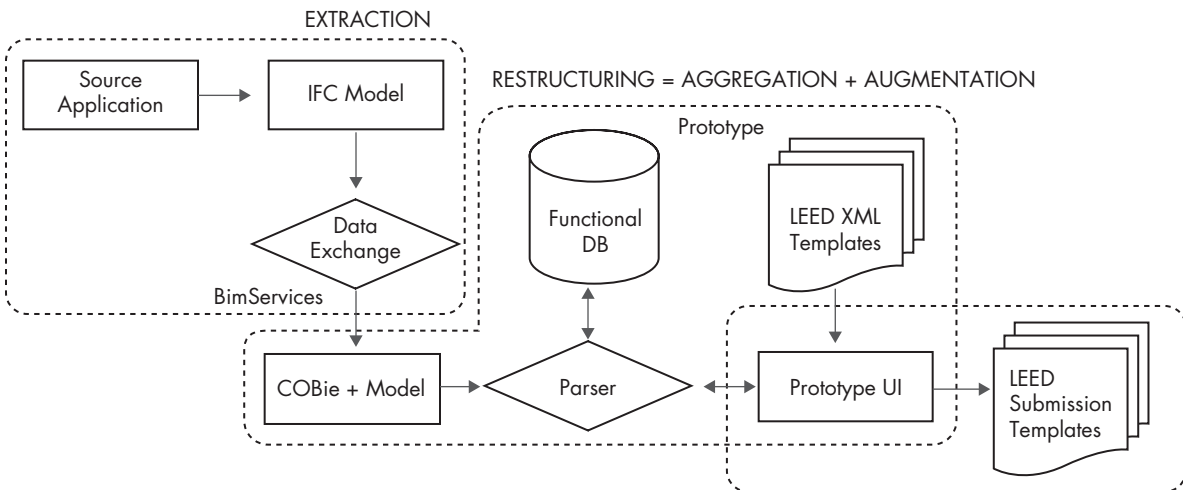 EXTRACTION
Source
Application
IFC Model
Data
Exchange
BimServices
RESTRUCTURING = AGGREGATION + AUGMENTATION
Prototype
Functional
DB
LEED XML
Templates
COBie + Model
Parser
Prototype UI
LEED
Submission
Templates